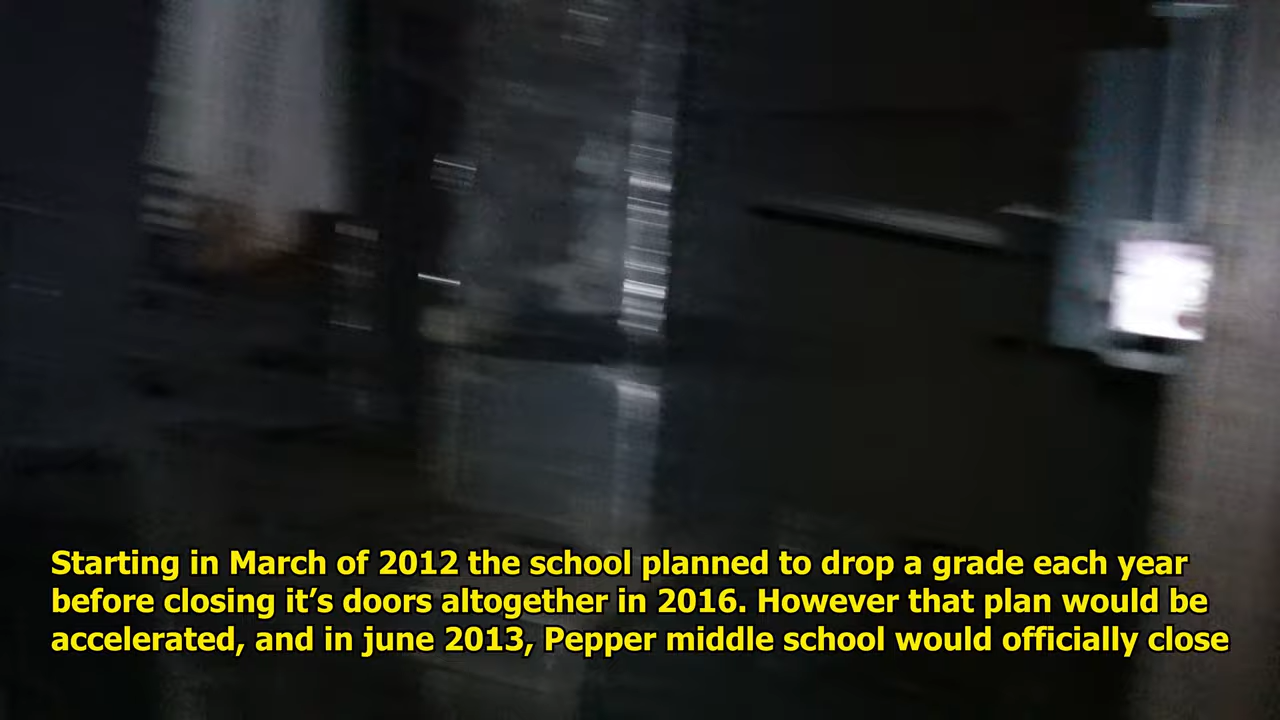 Starting in March of 2012 the school planned to drop a grade each year
before closing it’s doors altogether in 2016. However that plan would be
accelerated, and in june 2013, Pepper middle school would officially close